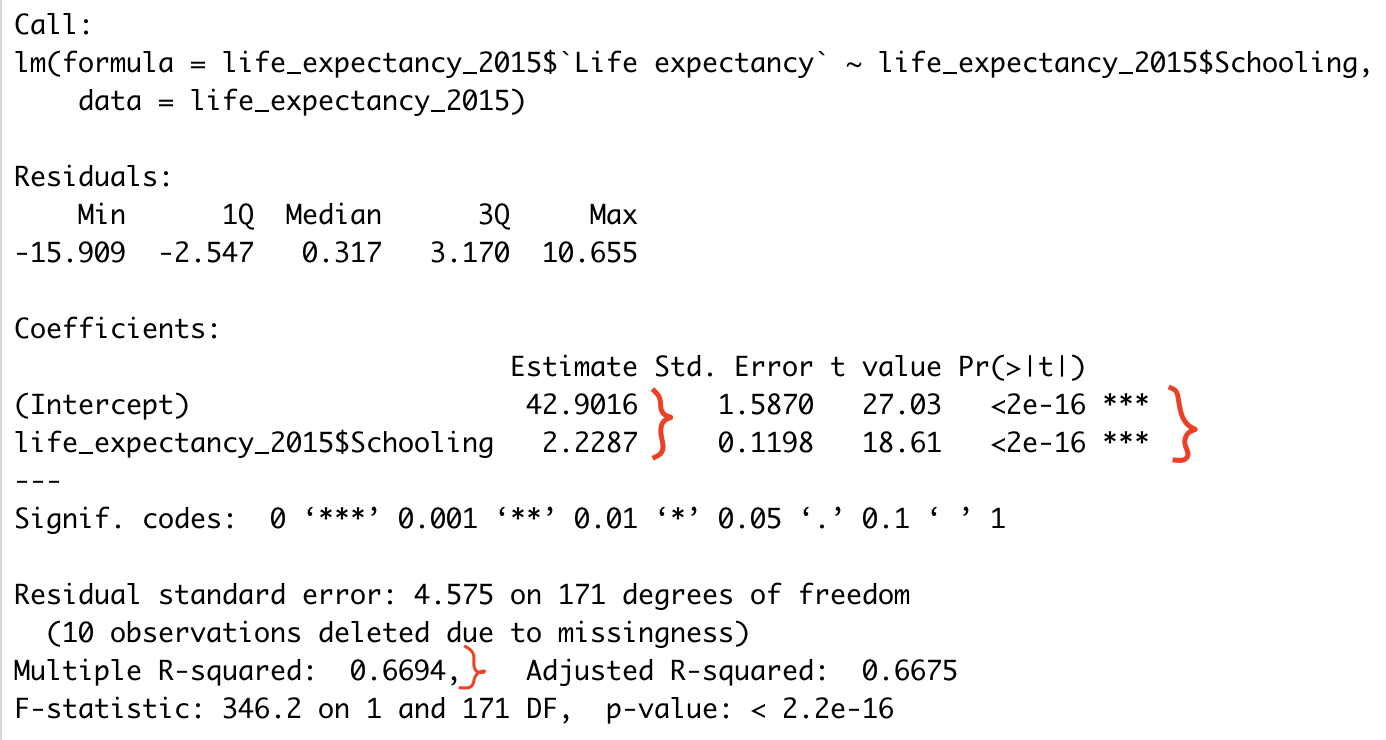 Call:
lm(formula = life_expectancy_2015$`Life expectancy` ~ life_expectancy_2015$Schooling,
    data = life_expectancy_2015)
Residuals:
    Min      1Q  Median      3Q     Max
-15.909  -2.547   0.317   3.170  10.655
Coefficients:
                               Estimate Std. Error t value Pr(>|t|)
(Intercept)                     42.9016     1.5870   27.03   <2e-16 ***
life_expectancy_2015$Schooling   2.2287     0.1198   18.61   <2e-16 ***
---
Signif. codes:  0 ‘***’ 0.001 ‘**’ 0.01 ‘*’ 0.05 ‘.’ 0.1 ‘ ’ 1
Residual standard error: 4.575 on 171 degrees of freedom
  (10 observations deleted due to missingness)
Multiple R-squared:  0.6694,    Adjusted R-squared:  0.6675
F-statistic: 346.2 on 1 and 171 DF,  p-value: < 2.2e-16